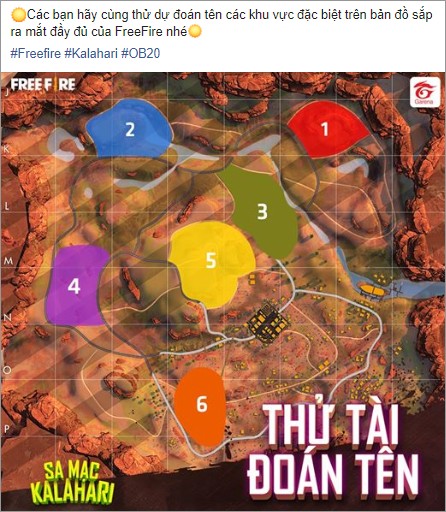 Các bạn hãy cùng thử dự đoán tên các khu vực đặc biệt trên bản đồ sắp
ra mắt đầy đủ của FreeFire nhé
#Freefire #Kalahari #OB20
FREE FIRE
Garena
J
2
1
K
L
3
M
5
4
N
O
6
P
THỬ TÀI
ĐOÁN TÊN
SA MẠC
KALAHARI